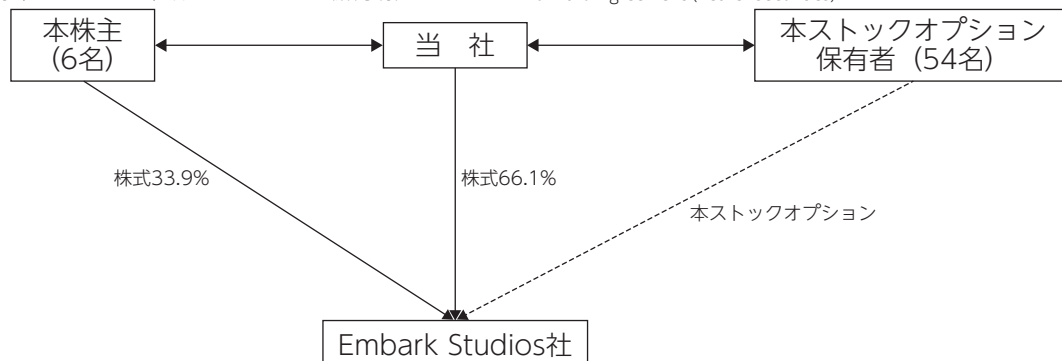 本株主
(6名)
当　社
本ストックオプション
保有者（54名）
株式33.9%
株式66.1%
本ストックオプション
Embark Studios社